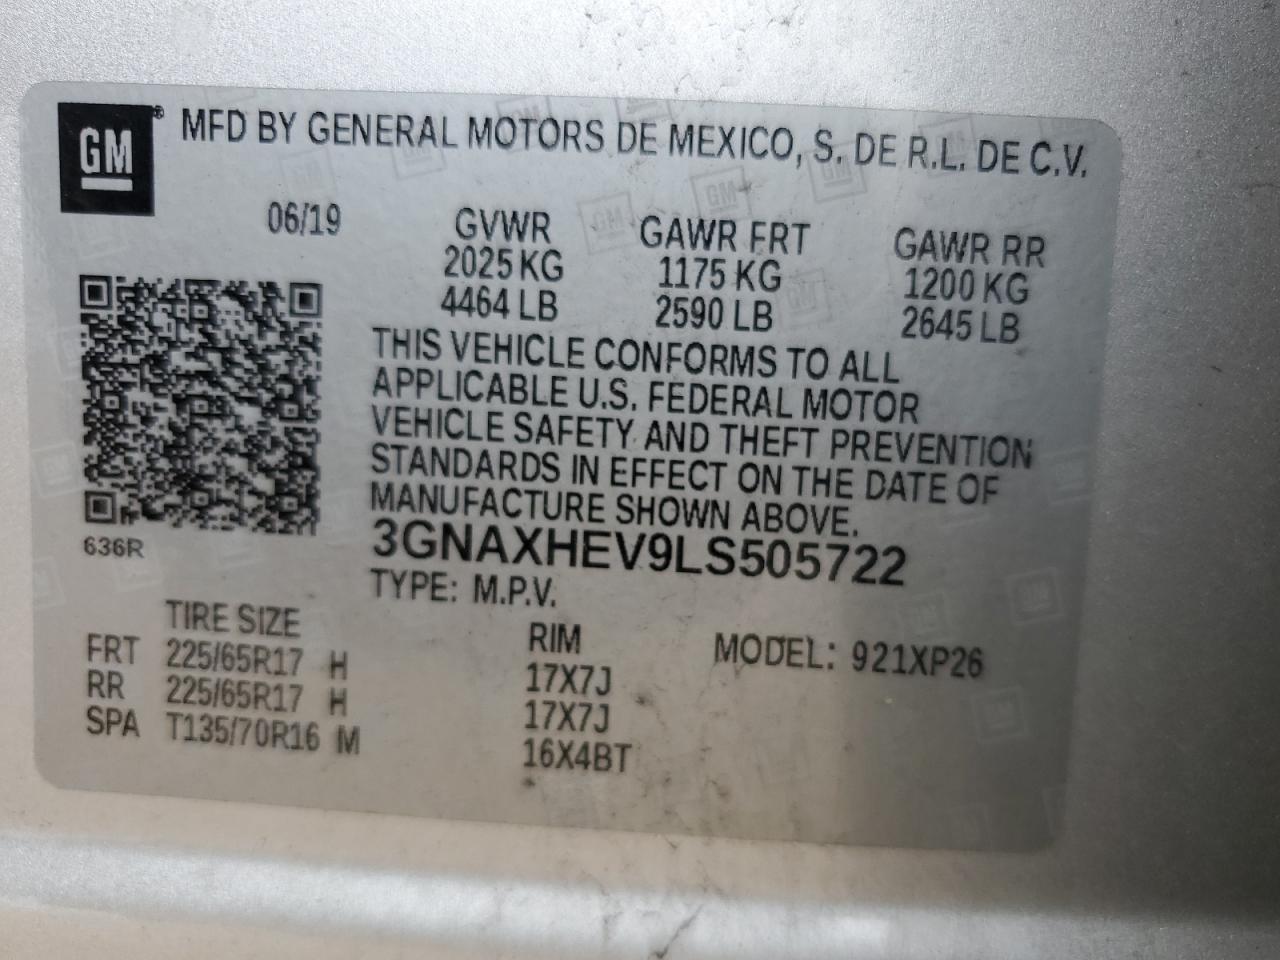 GM ® MFD BY GENERAL MOTORS DE MEXICO, S. DE R.L. DE C.V.
06/19 GVWR GAWR FRT GAWR RR
2025 KG 1175 KG 1200 KG
4464 LB 2590 LB 2645 LB
THIS VEHICLE CONFORMS TO ALL
APPLICABLE U.S. FEDERAL MOTOR
VEHICLE SAFETY AND THEFT PREVENTION
STANDARDS IN EFFECT ON THE DATE OF
MANUFACTURE SHOWN ABOVE.
636R
3GNAXHEV9LS505722
TYPE: M.P.V.
TIRE SIZE RIM MODEL: 921XP26
FRT 225/65R17 H 17X7J
RR 225/65R17 H 17X7J
SPA T135/70R16 M 16X4BT